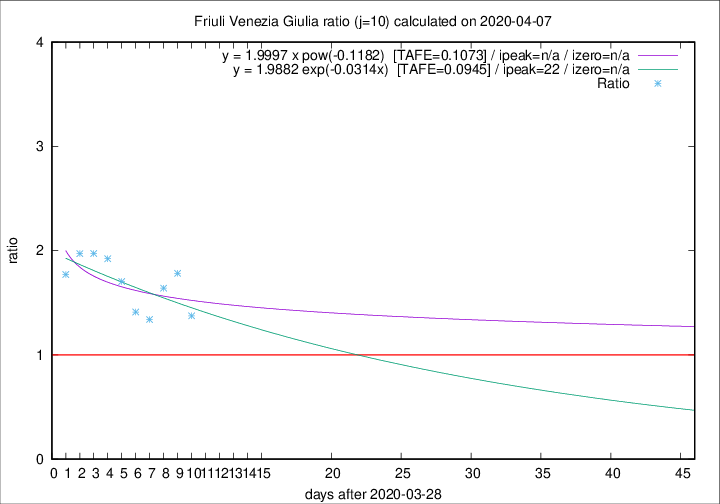 Friuli Venezia Giulia ratio (j=10) calculated on 2020-04-07
y = 1.9997 x pow(-0.1182) [TAFE=0.1073] / ipeak=n/a / izero=n/a
y = 1.9882 exp(-0.0314x) [TAFE=0.0945] / ipeak=22 / izero=n/a
Ratio
4
3
2
1
0
ratio
0 1 2 3 4 5 6 7 8 9 10 11 12 13 14 15 20 25 30 35 40 45
days after 2020-03-28